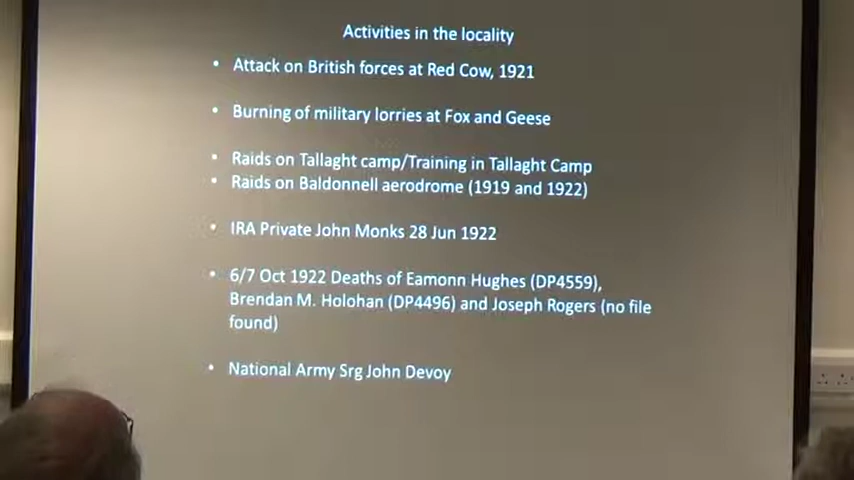 Activities in the locality
• Attack on British forces at Red Cow, 1921
• Burning of military lorries at Fox and Geese
• Raids on Tallaght camp/Training in Tallaght Camp
• Raids on Baldonnell aerodrome (1919 and 1922)
• IRA Private John Monks 28 Jun 1922
• 6/7 Oct 1922 Deaths of Eamonn Hughes (DP4559),
Brendan M. Holohan (DP4496) and Joseph Rogers (no file
found)
• National Army Srg John Devoy